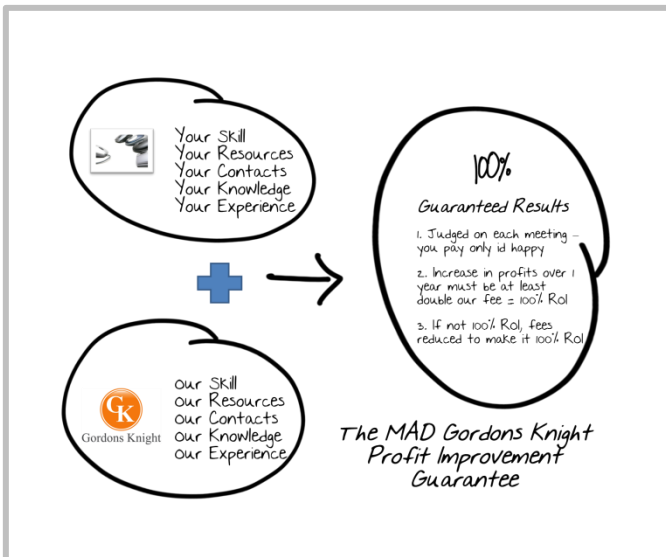 Your Skill
Your Resources
Your Contacts
Your Knowledge
Your Experience
GK
Gordons Knight
our Skill
our Resources
our Contacts
our Knowledge
our Experience
100%
Guaranteed Results
1. Judged on each meeting –
you pay only id happy
2. Increase in profits over 1
year must be at least
double our fee = 100% RoI
3. If not 100% RoI, fees
reduced to make it 100% RoI
The MAD Gordons Knight
Profit Improvement
Guarantee